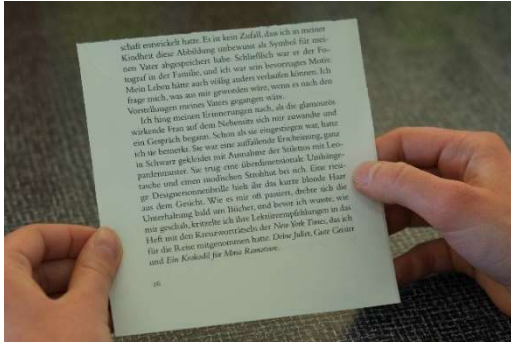 schaft entwickelt hatte. Es ist kein Zufall, dass ich in meiner
Kindheit diese Abbildung unbewusst als Symbol für mei-
nen Vater abgespeichert habe. Schließlich war er der Fo-
tograf in der Familie, und ich war sein bevorzugtes Motiv.
Mein Leben hätte auch völlig anders verlaufen können. Ich
frage mich, was aus mir geworden wäre, wenn es nach den
Vorstellungen meines Vaters gegangen wäre.
Ich hing meinen Erinnerungen nach, als die glamourös
wirkende Frau auf dem Nebensitz sich mir zuwandte und
ein Gespräch begann. Schon als sie eingestiegen war, hatte
ich sie bemerkt. Sie war eine auffallende Erscheinung, ganz
in Schwarz gekleidet mit Ausnahme der Stilettos mit Leo-
pardenmuster. Sie trug eine überdimensionale Umhänge-
tasche und einen modischen Strohhut bei sich. Eine riesi-
ge Designersonnenbrille hielt ihr das kurze blonde Haar
aus dem Gesicht. Wie es mir oft passiert, drehte sich die
Unterhaltung bald um Bücher, und bevor ich wusste, wie
mir geschah, kritzelte ich ihre Lektüreempfehlungen in das
Heft mit den Kreuzworträtseln der New York Times, das ich
für die Reise mitgenommen hatte. Deine Juliet, Gute Geister
und Ein Krokodil für Mma Ramotswe.